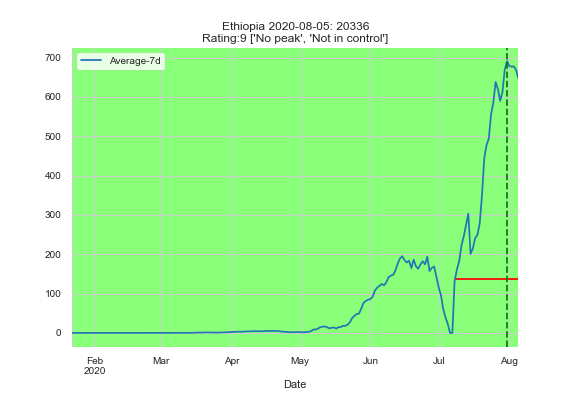 Ethiopia 2020-08-05: 20336
Rating:9 ['No peak', 'Not in control']
Average-7d
700
600
500
400
300
200
100
0
Feb Mar Apr May Jun Jul Aug
2020
Date